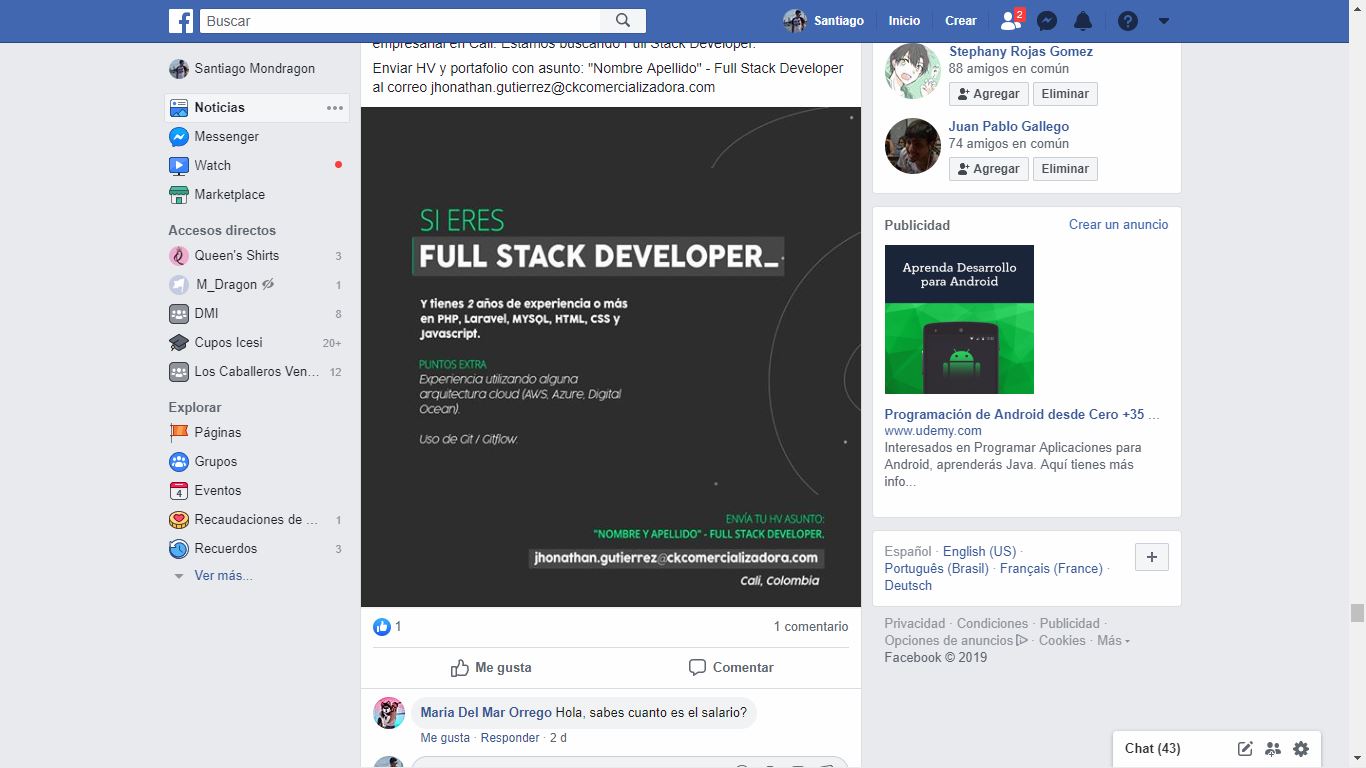 Buscar
Santiago
Inicio
Crear
2
Santiago Mondragon
Noticias
Messenger
Watch
Marketplace
Accesos directos
Queen's Shirts 3
M_Dragon 1
DMI 8
Cupos Icesi 20+
Los Caballeros Ven... 12
Explorar
Páginas
Grupos
4 Eventos
Recaudaciones de ... 1
Recuerdos 3
Ver más...
empresarial en Cali. Estamos buscando Full Stack Developer.
Enviar HV y portafolio con asunto: "Nombre Apellido" - Full Stack Developer
al correo jhonathan.gutierrez@ckcomercializadora.com
SI ERES
FULL STACK DEVELOPER_
Y tienes 2 años de experiencia o más
en PHP, Laravel, MYSQL, HTML, CSS y
Javascript.
PUNTOS EXTRA
Experiencia utilizando alguna
arquitectura cloud (AWS, Azure, Digital
Ocean).
Uso de Git / Gitflow.
ENVÍA TU HV ASUNTO:
"NOMBRE Y APELLIDO" - FULL STACK DEVELOPER.
jhonathan.gutierrez@ckcomercializadora.com
Cali, Colombia
1
1 comentario
Me gusta
Comentar
Maria Del Mar Orrego Hola, sabes cuanto es el salario?
Me gusta · Responder · 2 d
Stephany Rojas Gomez
88 amigos en común
Agregar
Eliminar
Juan Pablo Gallego
74 amigos en común
Agregar
Eliminar
Publicidad
Crear un anuncio
Aprenda Desarrollo
para Android
Programación de Android desde Cero +35 ...
www.udemy.com
Interesados en Programar Aplicaciones para
Android, aprenderás Java. Aquí tienes más
info...
Español · English (US) ·
Português (Brasil) · Français (France) ·
Deutsch
Privacidad · Condiciones · Publicidad ·
Opciones de anuncios · Cookies · Más
Facebook © 2019
Chat (43)